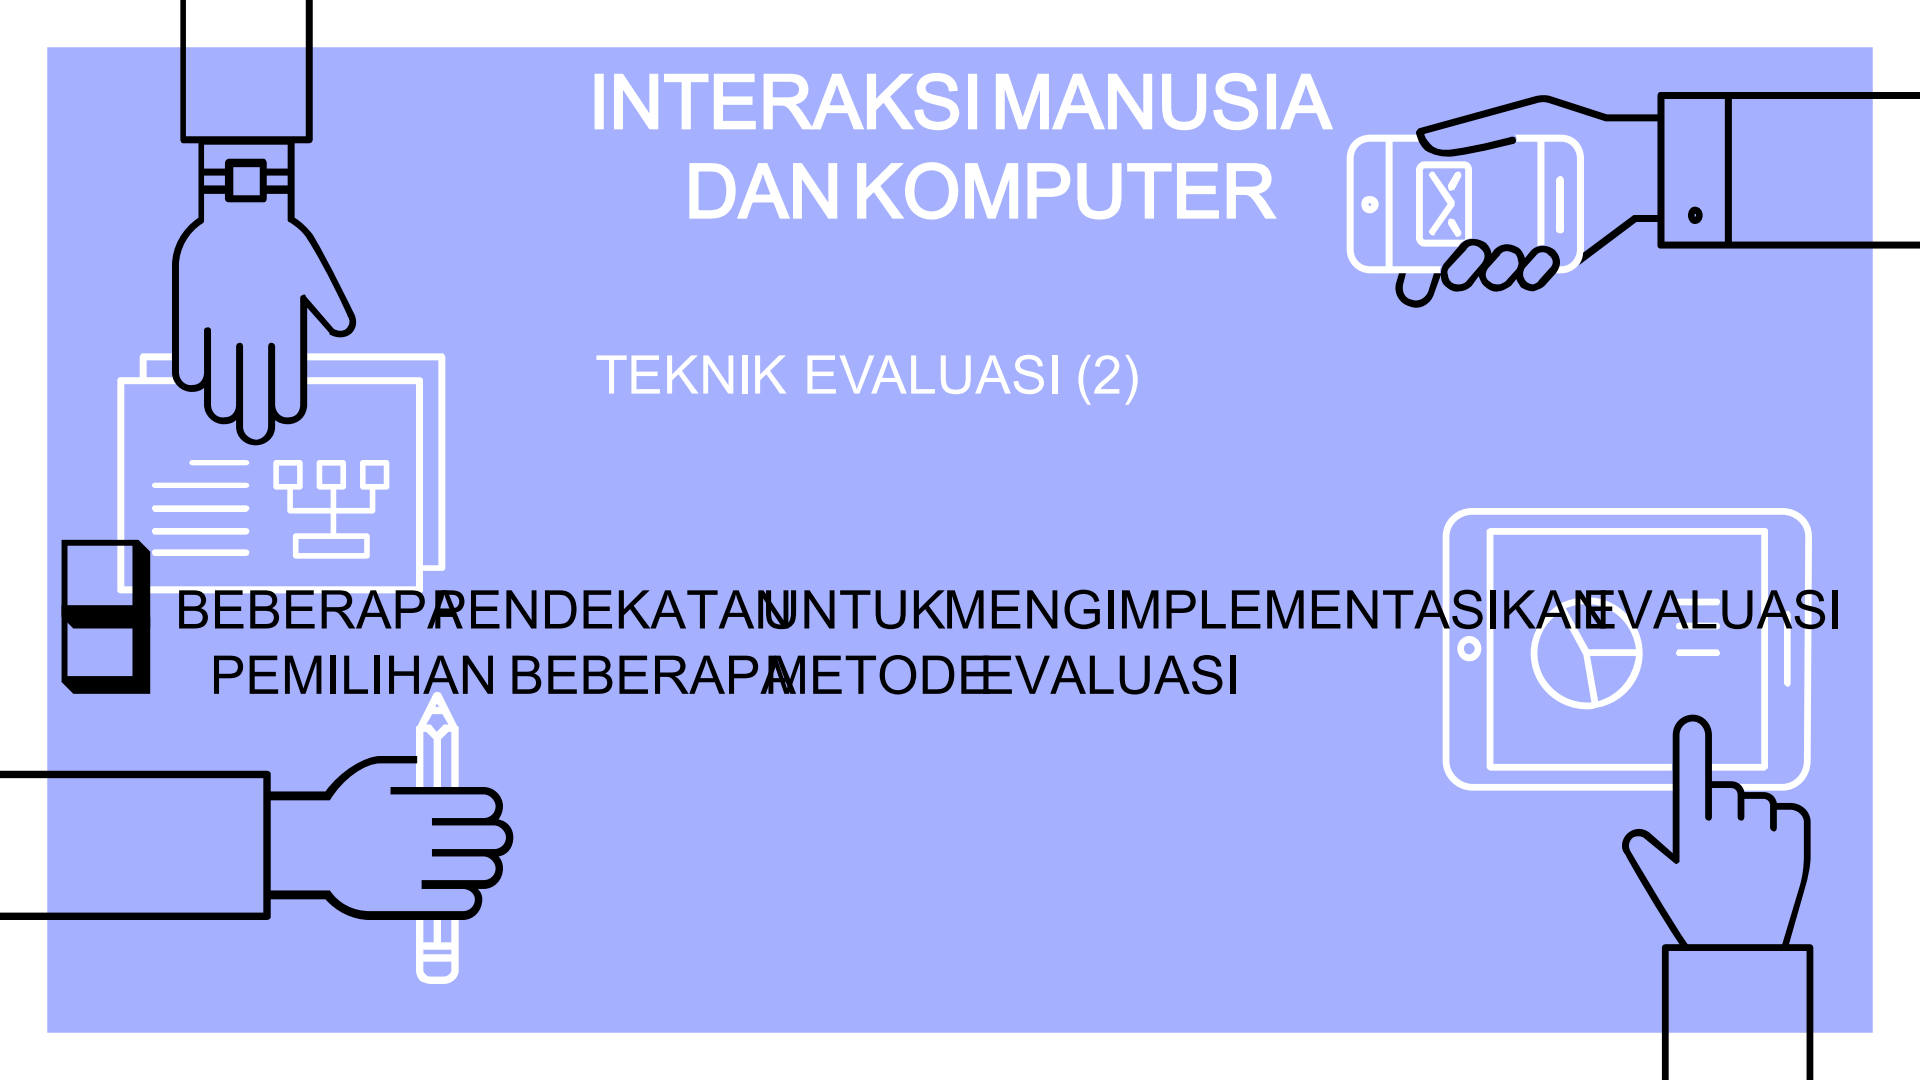 INTERAKSI MANUSIA
DAN KOMPUTER
TEKNIK EVALUASI (2)
BEBERAPA PENDEKATAN UNTUK MENGIMPLEMENTASIKAN EVALUASI
PEMILIHAN BEBERAPA METODE EVALUASI